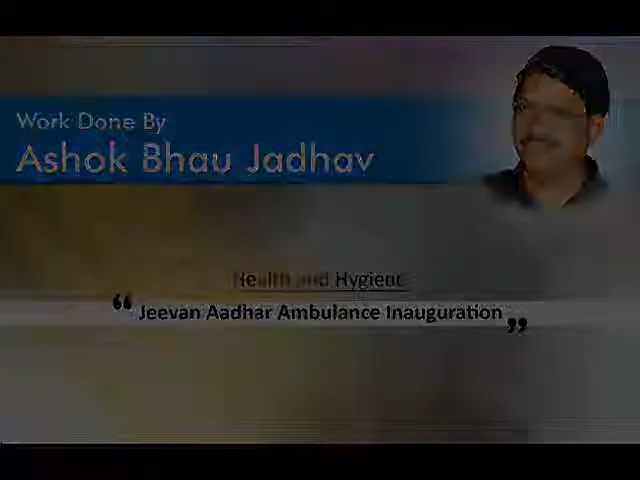 Work Done By
Ashok Bhau Jadhav
Health and Hygiene
“ Jeevan Aadhar Ambulance Inauguration ”